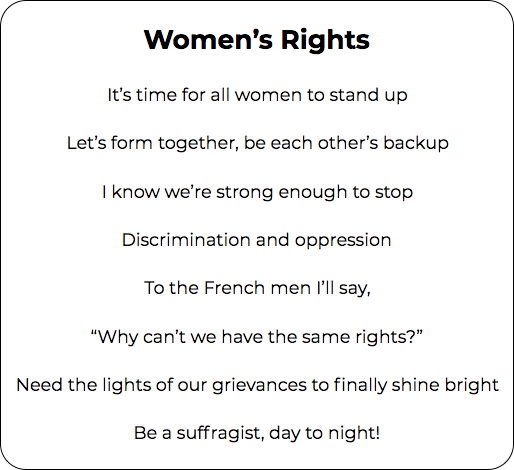 Women’s Rights
It’s time for all women to stand up
Let’s form together, be each other’s backup
I know we’re strong enough to stop
Discrimination and oppression
To the French men I’ll say,
“Why can’t we have the same rights?”
Need the lights of our grievances to finally shine bright
Be a suffragist, day to night!